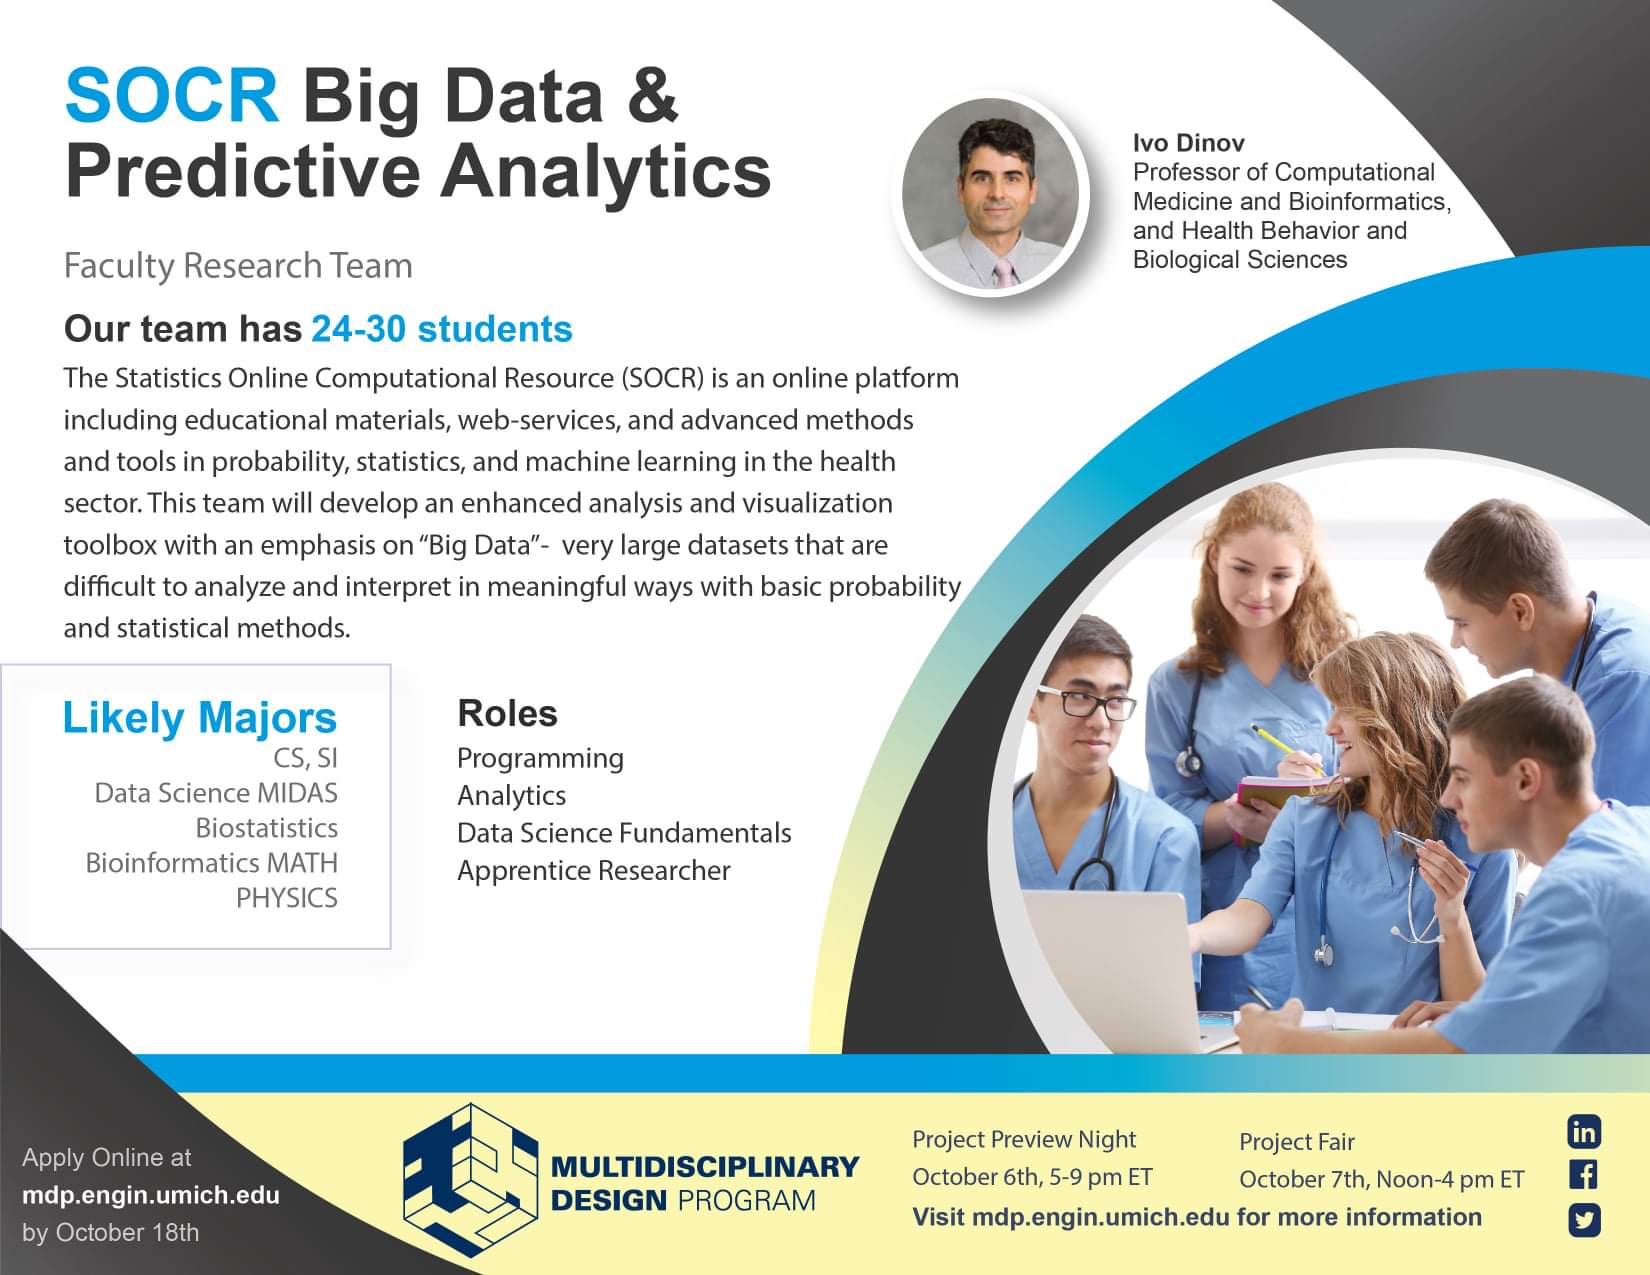 SOCR Big Data &
Predictive Analytics
Ivo Dinov
Professor of Computational
Medicine and Bioinformatics,
and Health Behavior and
Biological Sciences
Faculty Research Team
Our team has 24-30 students
The Statistics Online Computational Resource (SOCR) is an online platform
including educational materials, web-services, and advanced methods
and tools in probability, statistics, and machine learning in the health
sector. This team will develop an enhanced analysis and visualization
toolbox with an emphasis on “Big Data”-  very large datasets that are
difficult to analyze and interpret in meaningful ways with basic probability
and statistical methods.
Likely Majors
CS, SI
Data Science MIDAS
Biostatistics
Bioinformatics MATH
PHYSICS
Roles
Programming
Analytics
Data Science Fundamentals
Apprentice Researcher
Apply Online at
mdp.engin.umich.edu
by October 18th
MULTIDISCIPLINARY
DESIGN PROGRAM
Project Preview Night
October 6th, 5-9 pm ET
Project Fair
October 7th, Noon-4 pm ET
Visit mdp.engin.umich.edu for more information
in